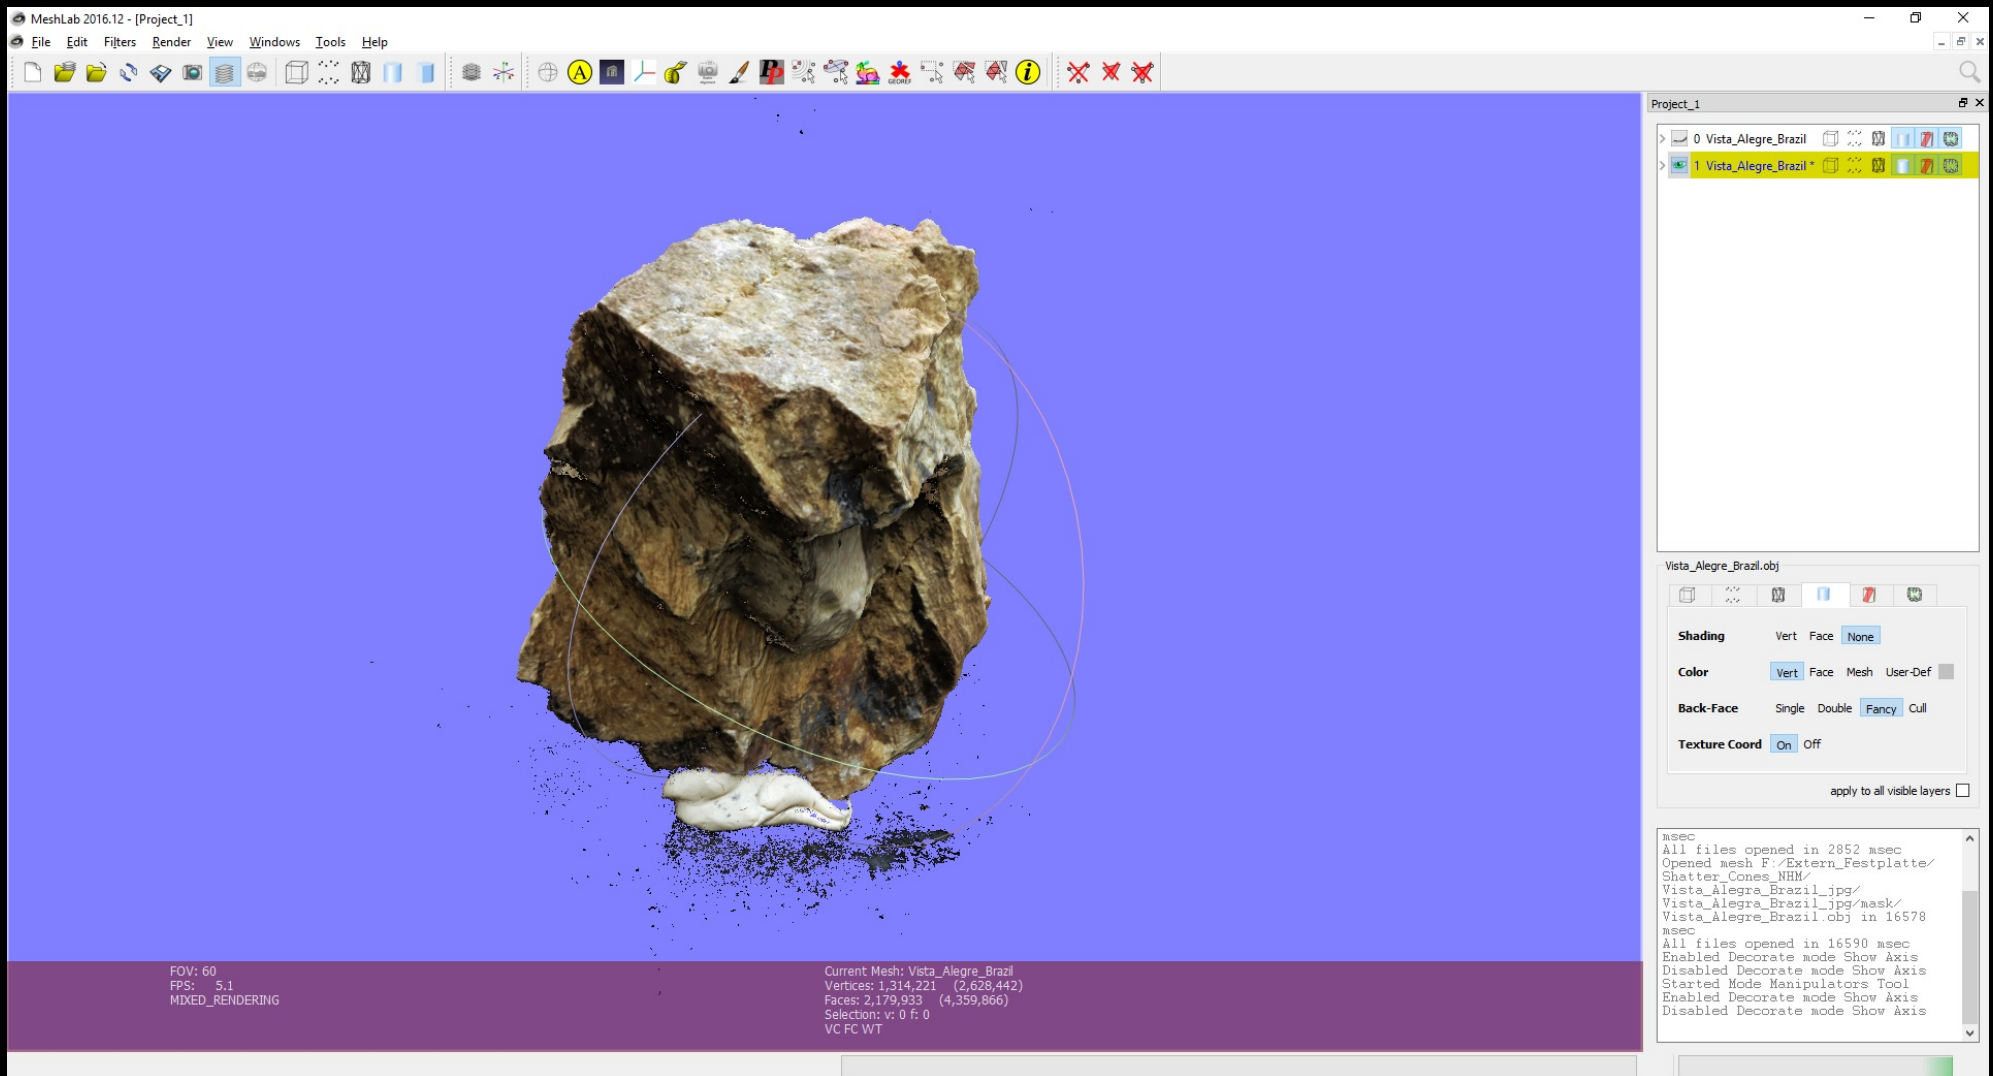 MeshLab 2016.12 - [Project_1]
File Edit Filters Render View Windows Tools Help
A
PP
GEOREF
i
Project_1
0 Vista_Alegre_Brazil
1 Vista_Alegre_Brazil *
Vista_Alegre_Brazil.obj
Shading Vert Face None
Color Vert Face Mesh User-Def
Back-Face Single Double Fancy Cull
Texture Coord On Off
apply to all visible layers
msec
All files opened in 2852 msec
Opened mesh F:/Extern_Festplatte/
Shatter_Cones_NHM/
Vista_Alegra_Brazil_jpg/
Vista_Alegra_Brazil_jpg/mask/
Vista_Alegre_Brazil.obj in 16578
msec
All files opened in 16590 msec
Enabled Decorate mode Show Axis
Disabled Decorate mode Show Axis
Started Mode Manipulators Tool
Enabled Decorate mode Show Axis
Disabled Decorate mode Show Axis
FOV: 60
FPS: 5.1
MIXED_RENDERING
Current Mesh: Vista_Alegre_Brazil
Vertices: 1,314,221 (2,628,442)
Faces: 2,179,933 (4,359,866)
Selection: v: 0 f: 0
VC FC WT